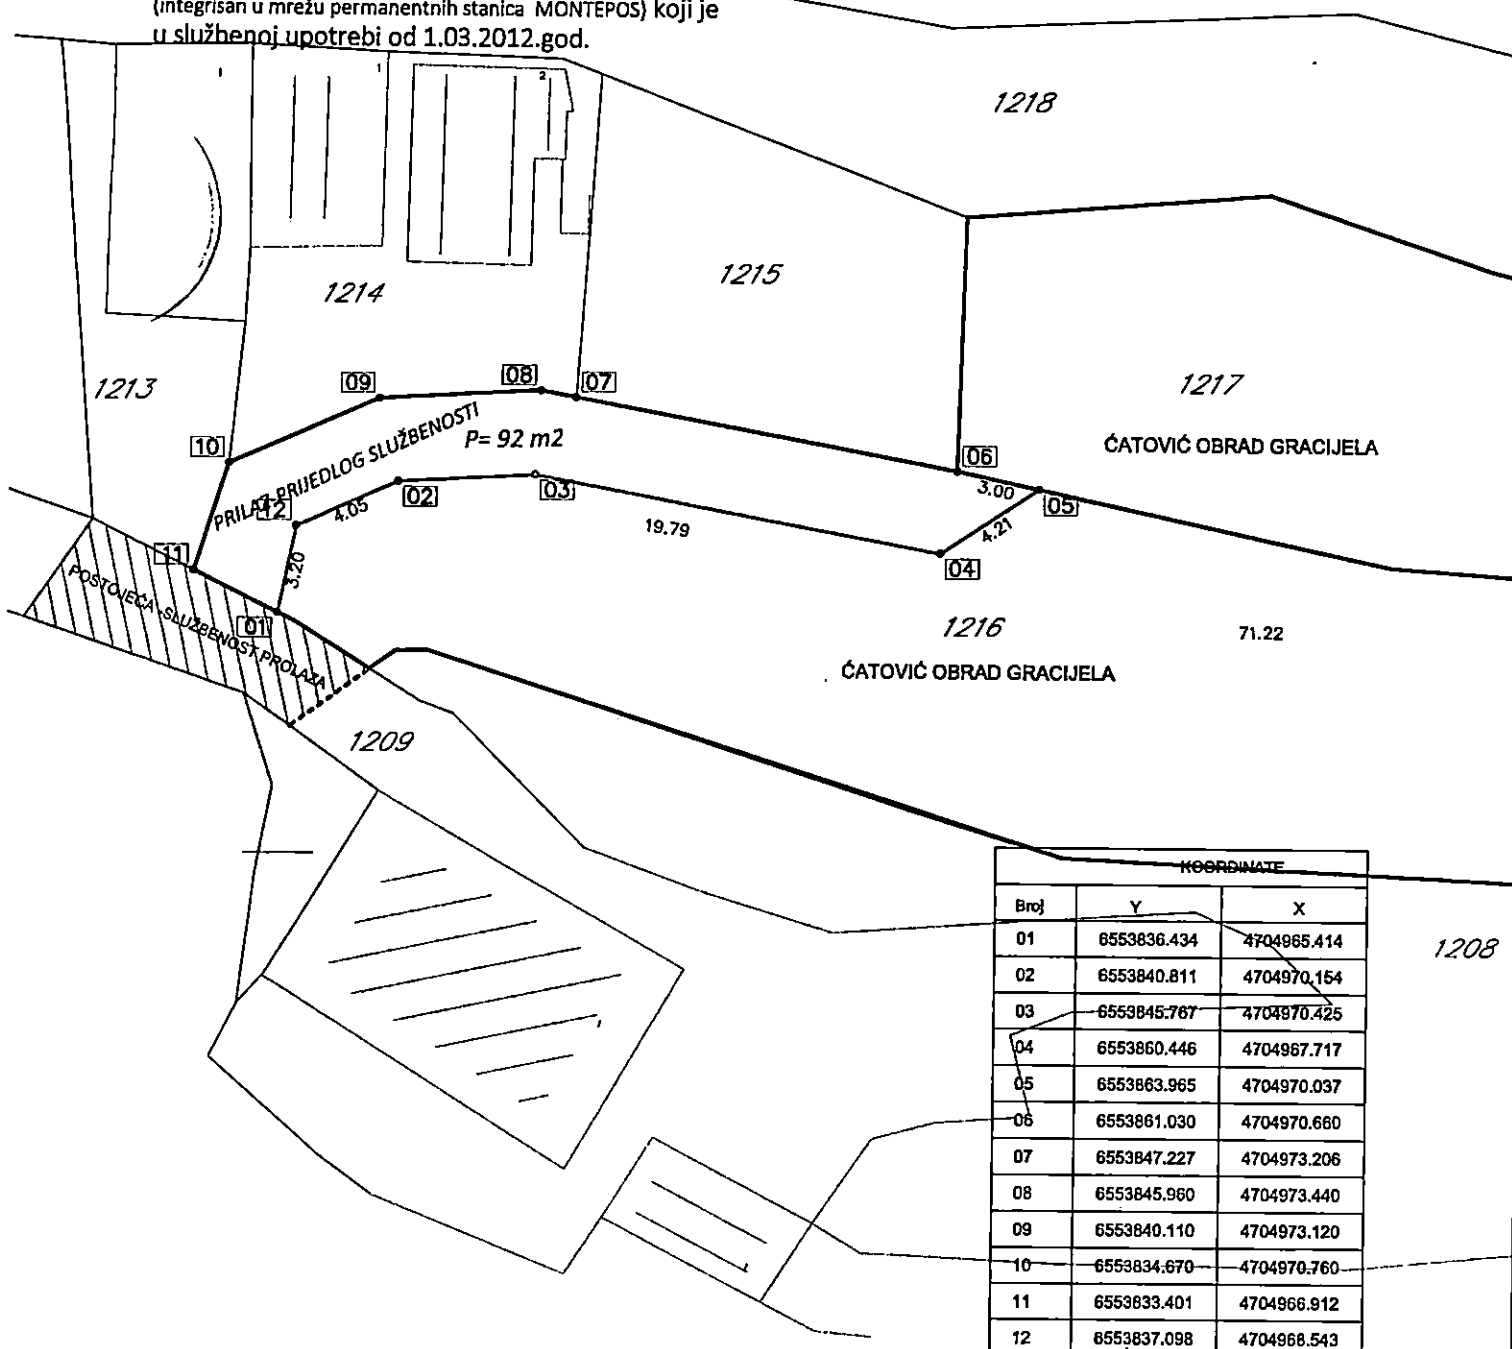 (integrisan u mrežu permanentnih stanica MONTEPOS) koji je
u službenoj upotrebi od 1.03.2012.god.
1218
1
1
2
1215
1214
1213
1217
ĆATOVIĆ OBRAD GRACIJELA
09
08
07
10
PRILAZ-PRIJEDLOG SLUŽBENOSTI
P= 92 m2
06
3.00
05
12
4.05
02
03
19.79
4.21
04
11
3.20
01
POSTOJEĆA-SLUŽBENOST PROLAZA
1216
71.22
ĆATOVIĆ OBRAD GRACIJELA
1209
1208
KOORDINATE
Broj Y X
01 6553836.434 4704965.414
02 6553840.811 4704970.154
03 6553845.767 4704970.425
04 6553860.446 4704967.717
05 6553863.965 4704970.037
06 6553861.030 4704970.660
07 6553847.227 4704973.206
08 6553845.960 4704973.440
09 6553840.110 4704973.120
10 6553834.670 4704970.760
11 6553833.401 4704966.912
12 6553837.098 4704968.543